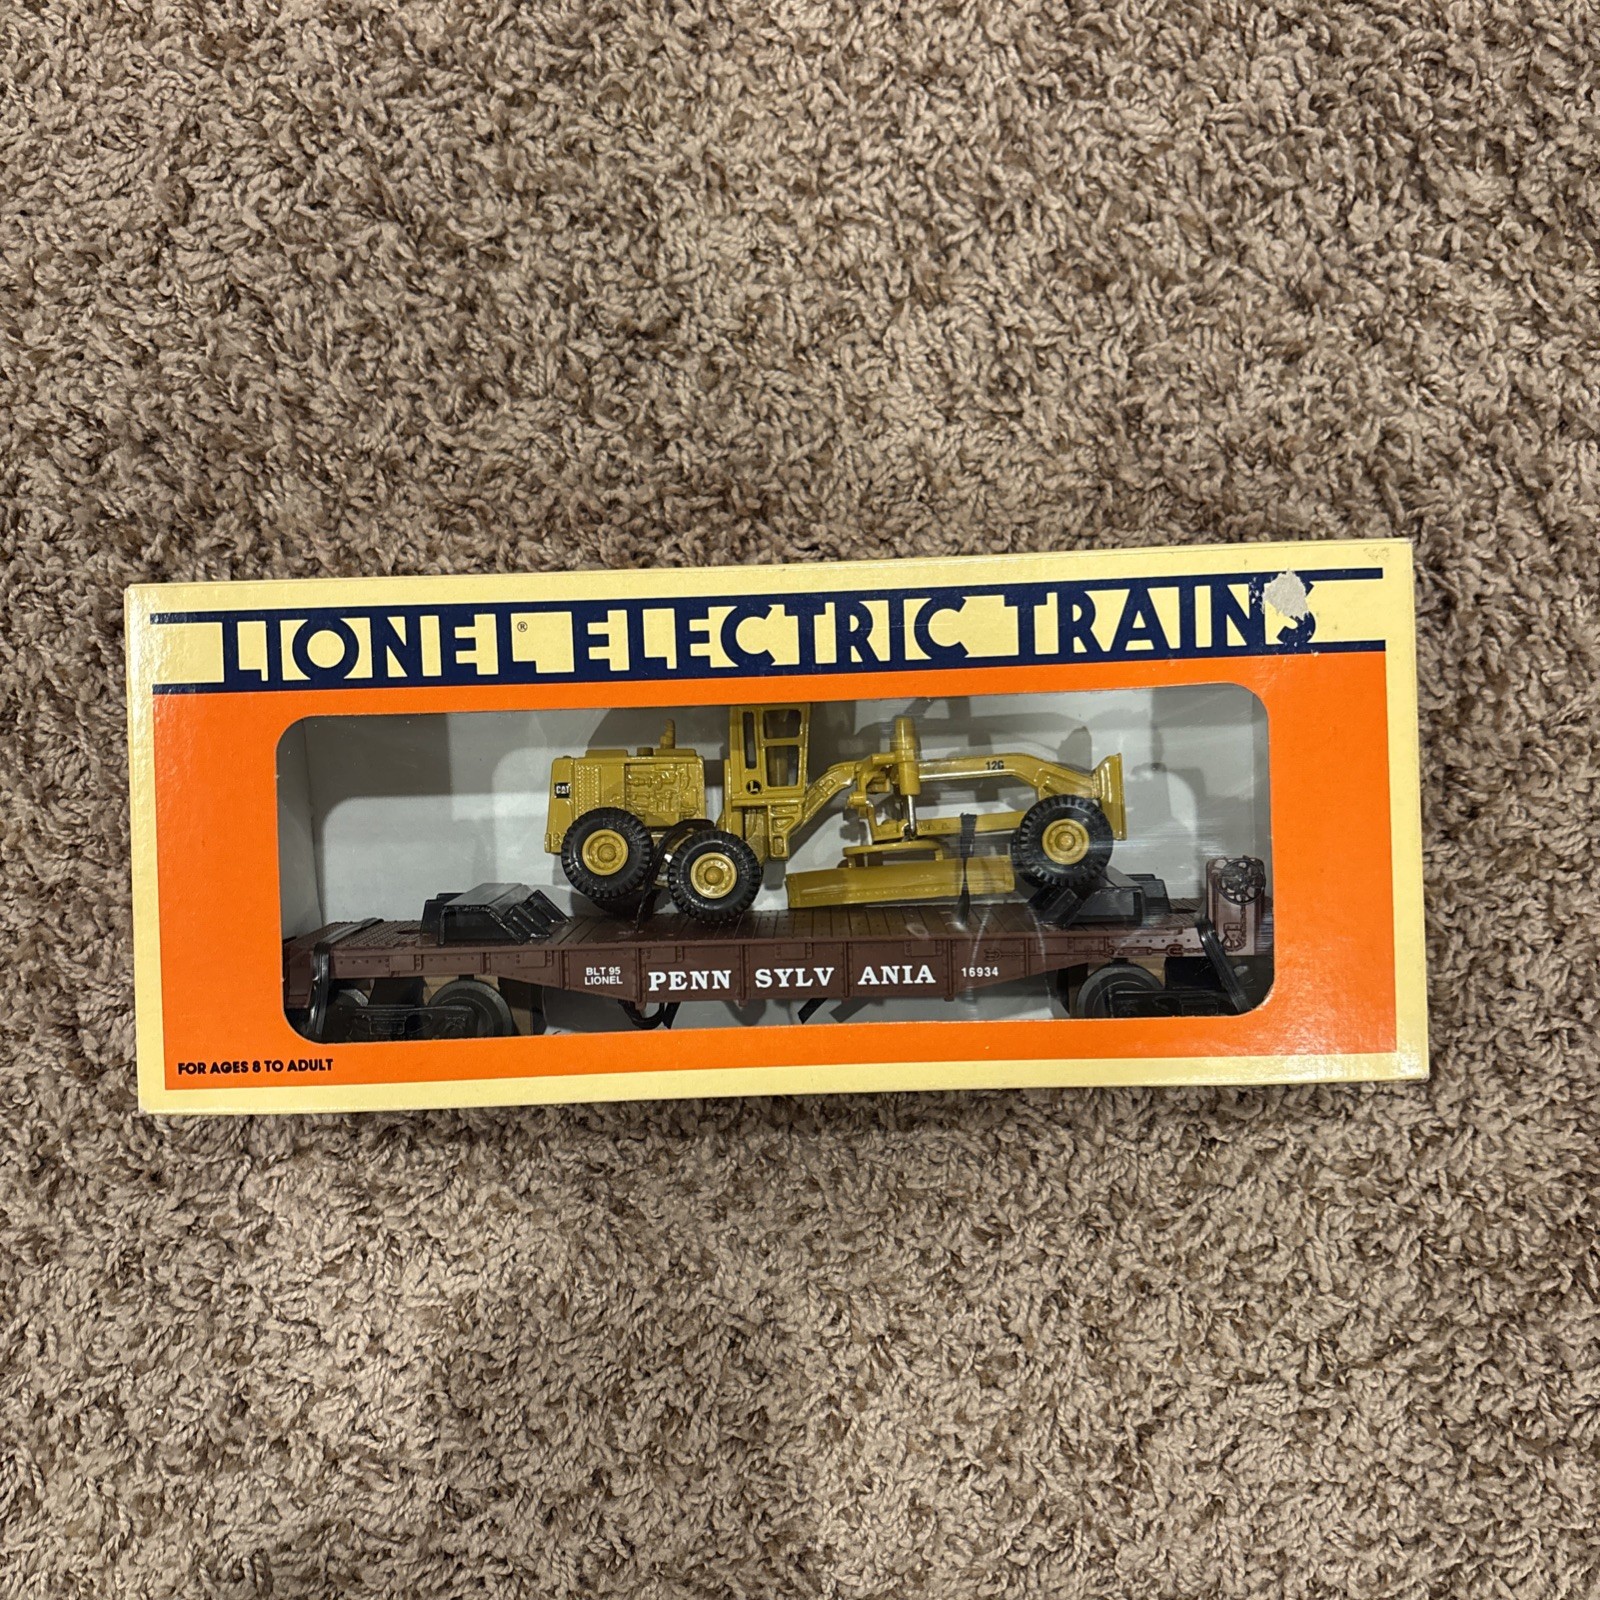 LIONEL® ELECTRIC TRAINS
CAT
L
12G
BLT 95
LIONEL
PENN SYLV ANIA
16934
FOR AGES 8 TO ADULT